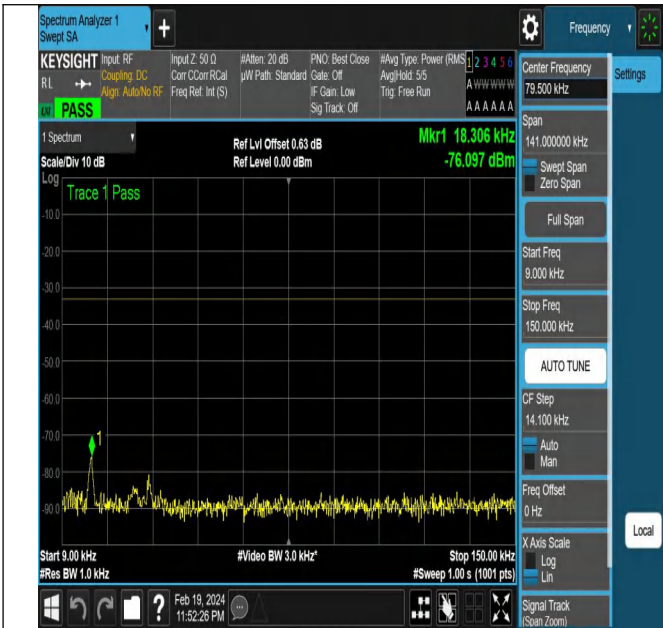 Spectrum Analyzer 1
Swept SA
+
Frequency
KEYSIGHT
RL
PASS
Input: RF
Coupling: DC
Align: Auto/No RF
Input Z: 50 Ω
Corr CCorr RCal
Freq Ref: Int (S)
#Atten: 20 dB
µW Path: Standard
PNO: Best Close
Gate: Off
IF Gain: Low
Sig Track: Off
#Avg Type: Power (RMS
Avg|Hold: 5/5
Trig: Free Run
1 2 3 4 5 6
A W W W W W
A A A A A A
1 Spectrum
Scale/Div 10 dB
Log
Ref Lvl Offset 0.63 dB
Ref Level 0.00 dBm
Mkr1 18.306 kHz
-76.097 dBm
Trace 1 Pass
-10.0
-20.0
-30.0
-40.0
-50.0
-60.0
-70.0
-80.0
-90.0
1
Start 9.00 kHz
#Res BW 1.0 kHz
#Video BW 3.0 kHz*
Stop 150.00 kHz
#Sweep 1.00 s (1001 pts)
?
Feb 19, 2024
11:52:26 PM
Center Frequency
79.500 kHz
Settings
Span
141.000000 kHz
Swept Span
Zero Span
Full Span
Start Freq
9.000 kHz
Stop Freq
150.000 kHz
AUTO TUNE
CF Step
14.100 kHz
Auto
Man
Freq Offset
0 Hz
X Axis Scale
Log
Lin
Signal Track
(Span Zoom)
Local